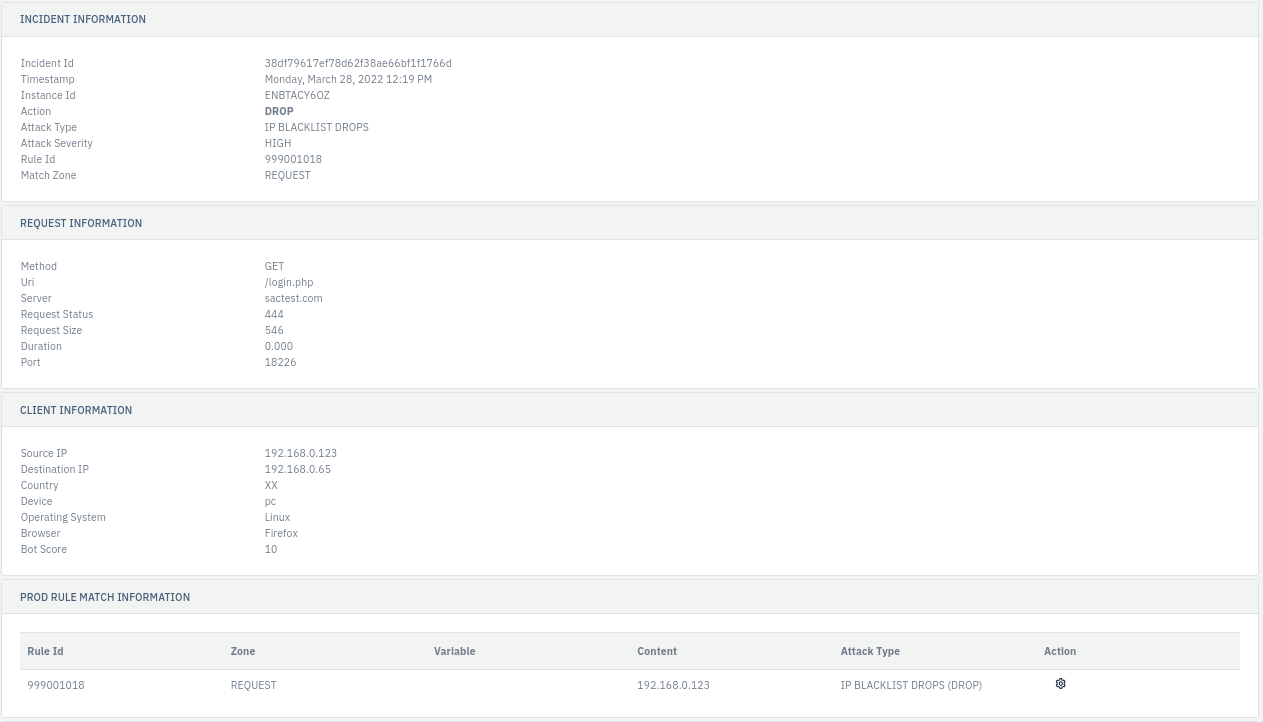 INCIDENT INFORMATION
Incident Id 38df79617ef78d62f38ae66bf1f1766d
Timestamp Monday, March 28, 2022 12:19 PM
Instance Id ENBTACY6OZ
Action DROP
Attack Type IP BLACKLIST DROPS
Attack Severity HIGH
Rule Id 999001018
Match Zone REQUEST
REQUEST INFORMATION
Method GET
Uri /login.php
Server sactest.com
Request Status 444
Request Size 546
Duration 0.000
Port 18226
CLIENT INFORMATION
Source IP 192.168.0.123
Destination IP 192.168.0.65
Country XX
Device pc
Operating System Linux
Browser Firefox
Bot Score 10
PROD RULE MATCH INFORMATION
Rule Id Zone Variable Content Attack Type Action
999001018 REQUEST 192.168.0.123 IP BLACKLIST DROPS (DROP)